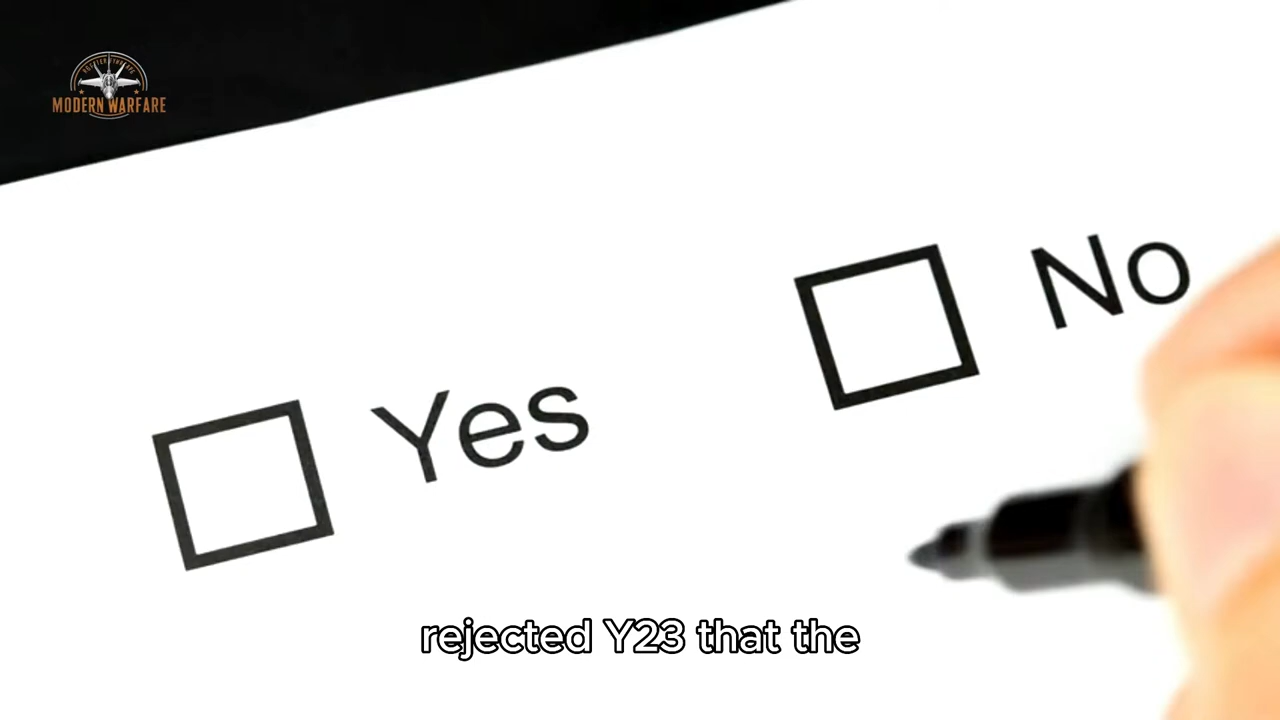 MODERN WARFARE
No
Yes
rejected Y23 that the